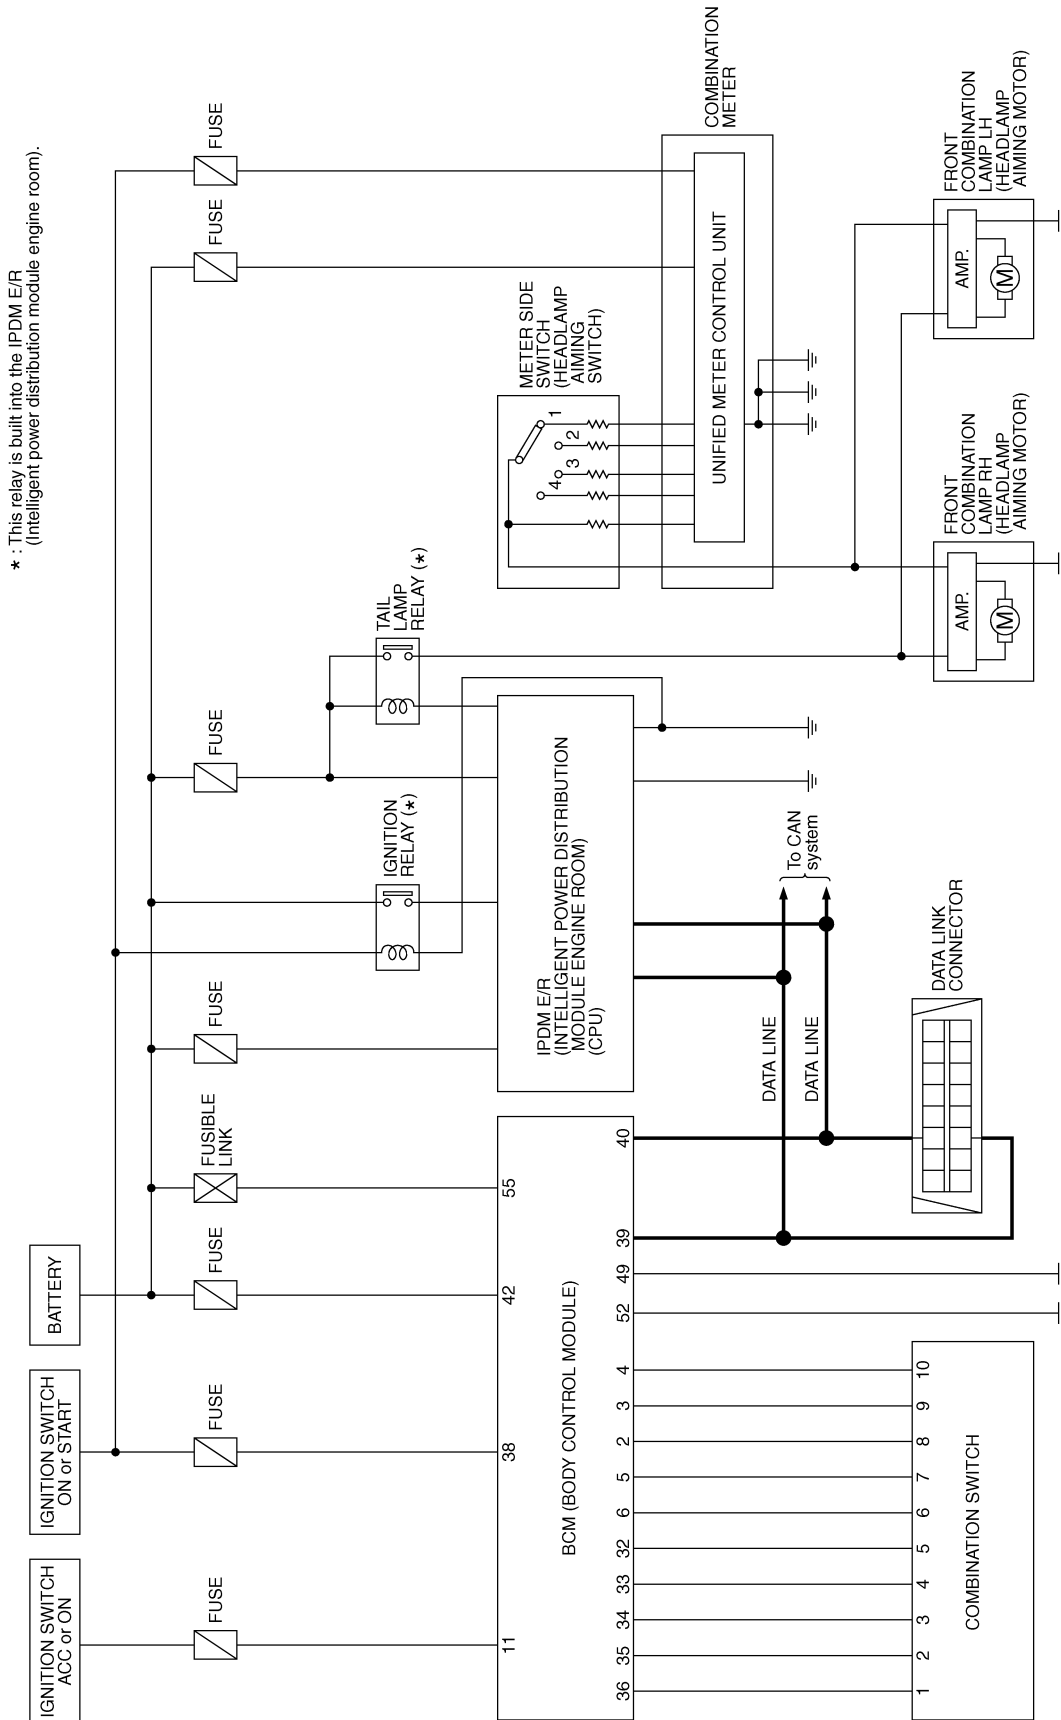 IGNITION SWITCH
ACC or ON
IGNITION SWITCH
ON or START
BATTERY
* : This relay is built into the IPDM E/R
(Intelligent power distribution module engine room).
FUSE
FUSE
FUSE
FUSIBLE
LINK
FUSE
FUSE
FUSE
FUSE
IGNITION
RELAY (*)
TAIL
LAMP
RELAY (*)
METER SIDE
SWITCH
(HEADLAMP
AIMING
SWITCH)
1
2
3
4
COMBINATION
METER
UNIFIED METER CONTROL UNIT
11
38
42
55
BCM (BODY CONTROL MODULE)
36
35
34
33
32
6
5
2
3
4
52
49
39
40
IPDM E/R
(INTELLIGENT POWER DISTRIBUTION
MODULE ENGINE ROOM)
(CPU)
DATA LINE
DATA LINE
To CAN
system
1
2
3
4
5
6
7
8
9
10
COMBINATION SWITCH
DATA LINK
CONNECTOR
FRONT
COMBINATION
LAMP RH
(HEADLAMP
AIMING MOTOR)
AMP.
M
FRONT
COMBINATION
LAMP LH
(HEADLAMP
AIMING MOTOR)
AMP.
M